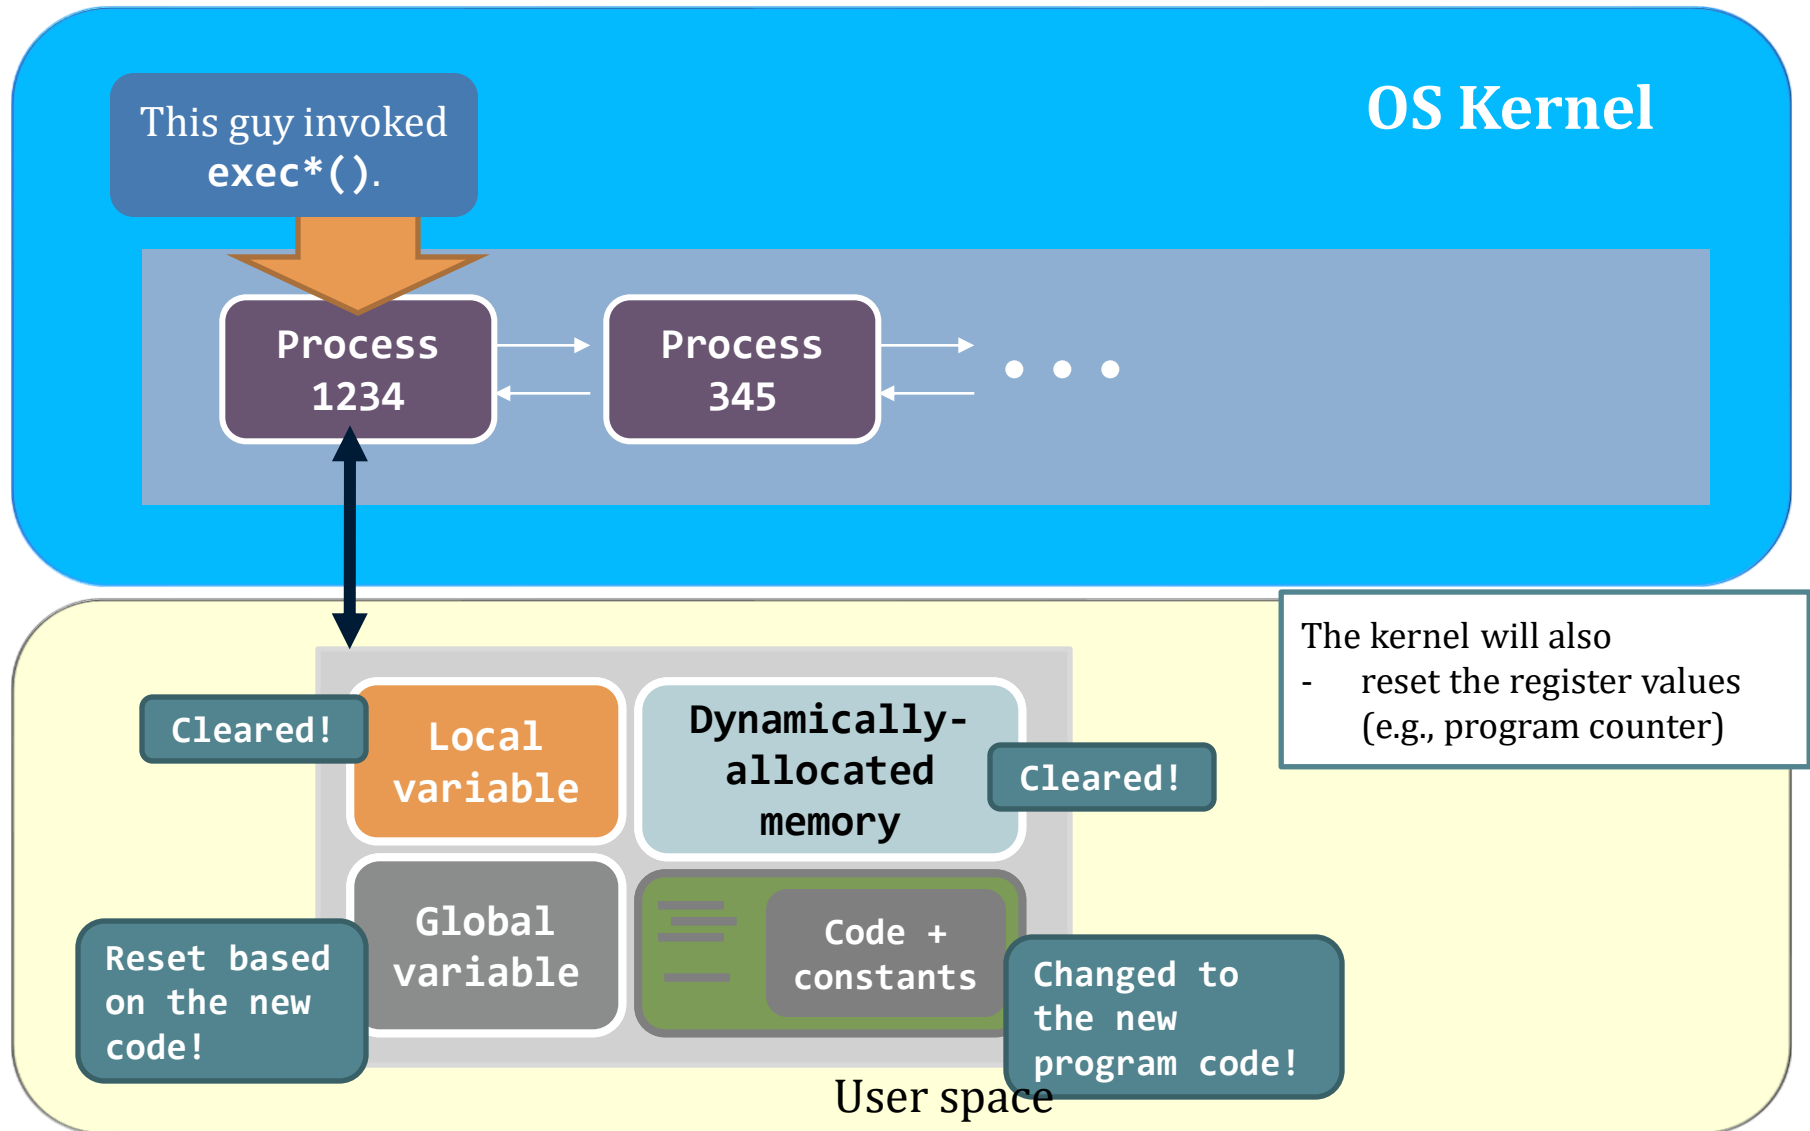 OS Kernel
This guy invoked
exec*().
Process
1234
Process
345
The kernel will also
- reset the register values
(e.g., program counter)
Cleared!
Local
variable
Dynamically-
allocated
memory
Cleared!
Global
variable
Reset based
on the new
code!
Code +
constants
Changed to
the new
program code!
User space